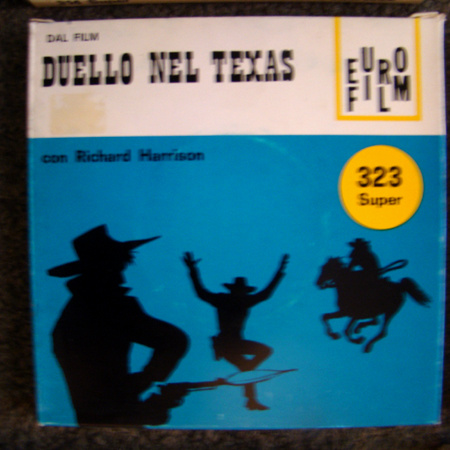 DAL FILM
DUELLO NEL TEXAS
EURO
FILM
con Richard Harrison
323
Super